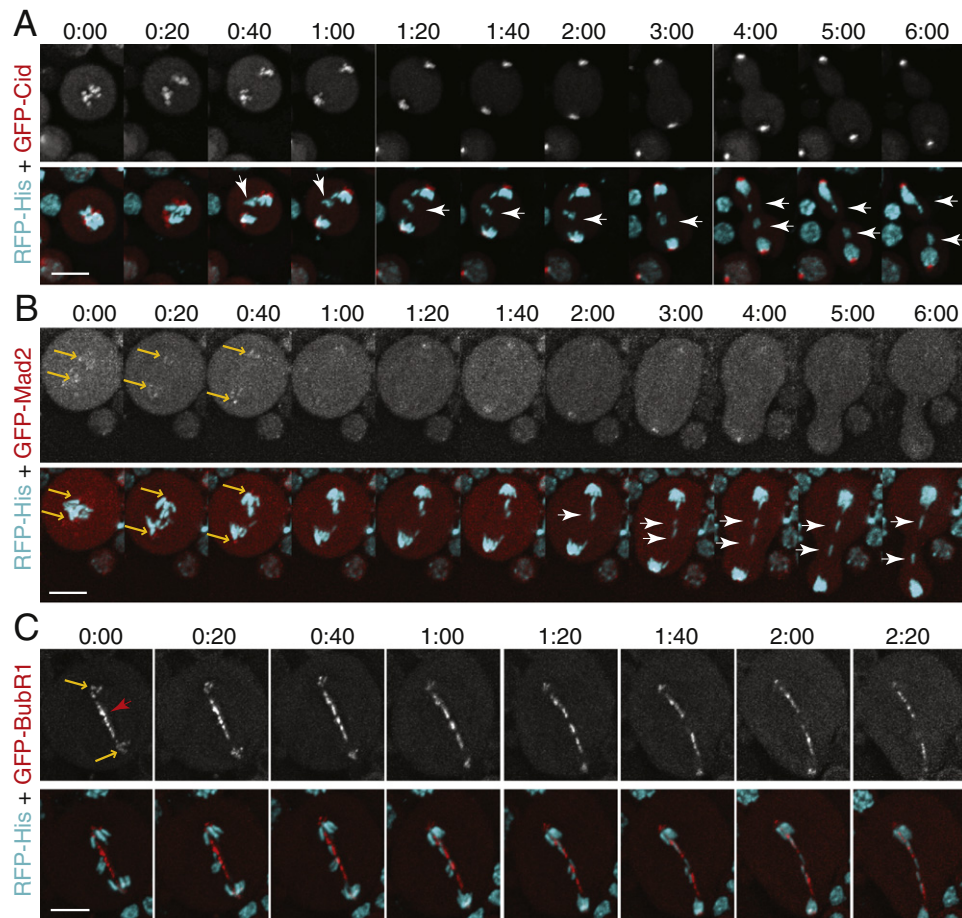 A
0:00 0:20 0:40 1:00 1:20 1:40 2:00 3:00 4:00 5:00 6:00
RFP-His + GFP-Cid
B
0:00 0:20 0:40 1:00 1:20 1:40 2:00 3:00 4:00 5:00 6:00
RFP-His + GFP-Mad2
C
0:00 0:20 0:40 1:00 1:20 1:40 2:00 2:20
RFP-His + GFP-BubR1